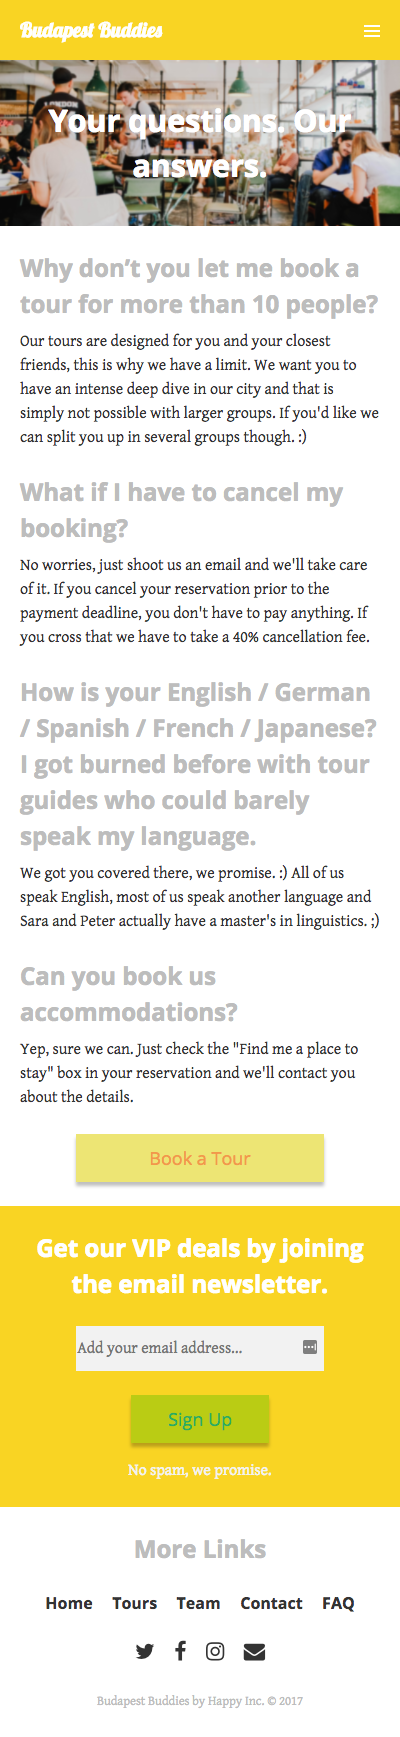 Budapest Buddies
Your questions. Our
answers.
Why don’t you let me book a
tour for more than 10 people?
Our tours are designed for you and your closest
friends, this is why we have a limit. We want you to
have an intense deep dive in our city and that is
simply not possible with larger groups. If you'd like we
can split you up in several groups though. :)
What if I have to cancel my
booking?
No worries, just shoot us an email and we'll take care
of it. If you cancel your reservation prior to the
payment deadline, you don't have to pay anything. If
you cross that we have to take a 40% cancellation fee.
How is your English / German
/ Spanish / French / Japanese?
I got burned before with tour
guides who could barely
speak my language.
We got you covered there, we promise. :) All of us
speak English, most of us speak another language and
Sara and Peter actually have a master's in linguistics. ;)
Can you book us
accommodations?
Yep, sure we can. Just check the "Find me a place to
stay" box in your reservation and we'll contact you
about the details.
Book a Tour
Get our VIP deals by joining
the email newsletter.
Add your email address...
Sign Up
No spam, we promise.
More Links
Home Tours Team Contact FAQ
Budapest Buddies by Happy Inc. © 2017